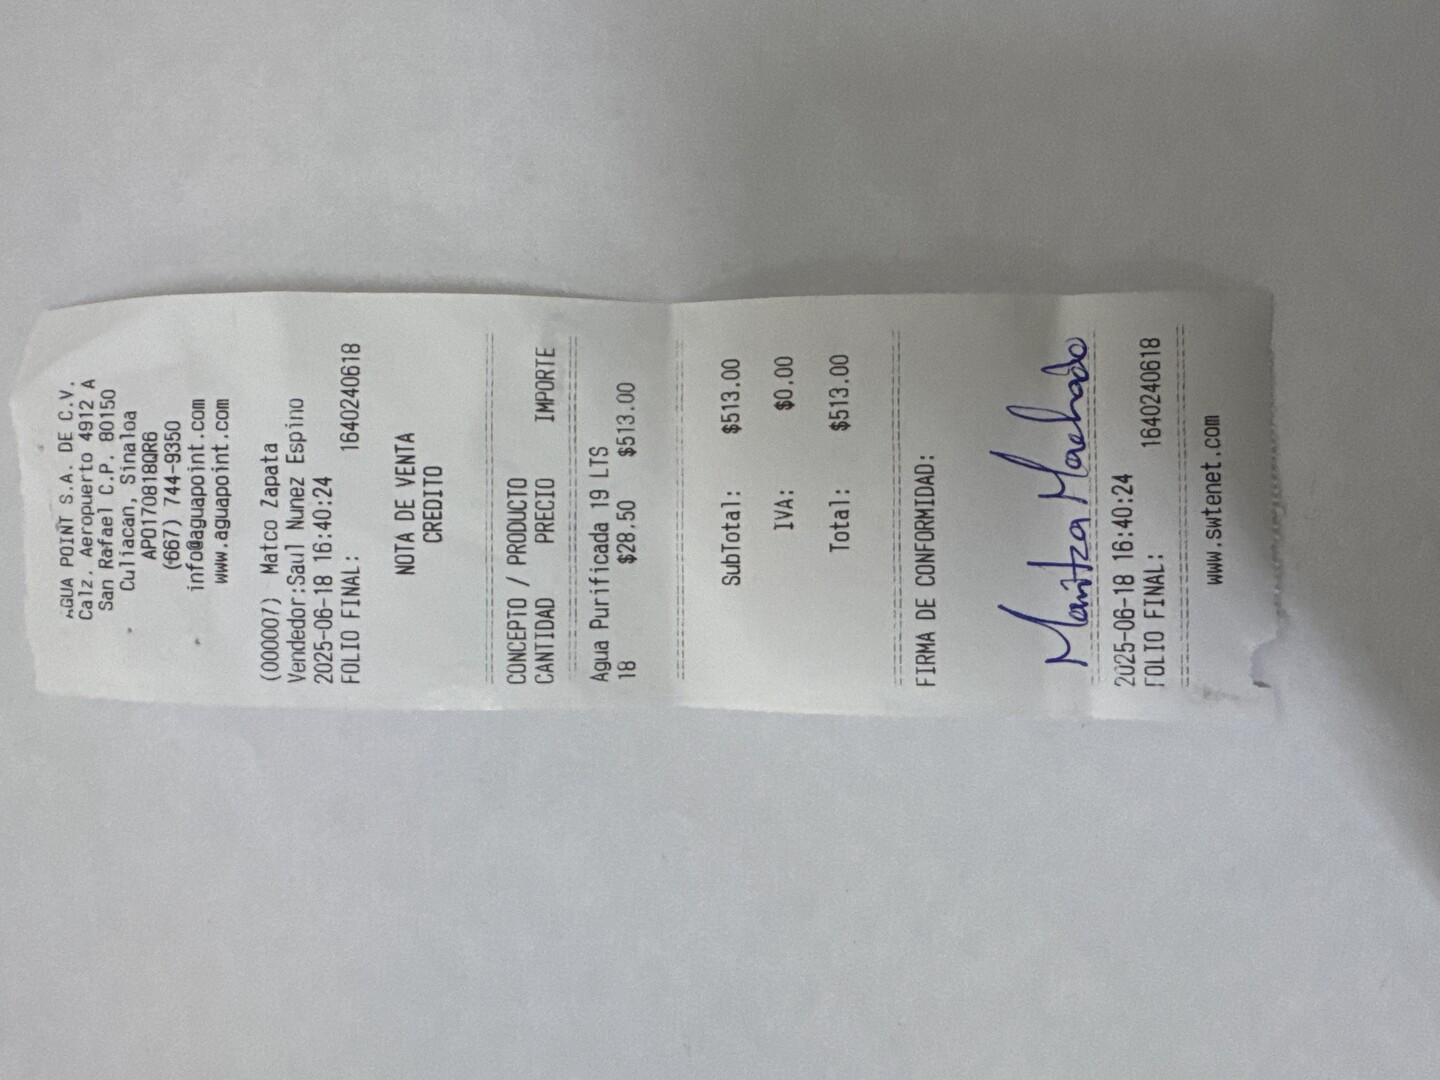 AGUA POINT S.A. DE C.V.
Calz. Aeropuerto 4912 A
San Rafael C.P. 80150
Culiacan, Sinaloa
APO170818QR6
(667) 744-9350
info@aguapoint.com
www.aguapoint.com
(000007) Matco Zapata
Vendedor:Saul Nunez Espino
2025-06-18 16:40:24
FOLIO FINAL: 1640240618
NOTA DE VENTA
CREDITO
CONCEPTO / PRODUCTO
CANTIDAD PRECIO IMPORTE
Agua Purificada 19 LTS
18 $28.50 $513.00
SubTotal: $513.00
IVA: $0.00
Total: $513.00
FIRMA DE CONFORMIDAD:
Maritza Machado
2025-06-18 16:40:24
FOLIO FINAL: 1640240618
www.swtenet.com